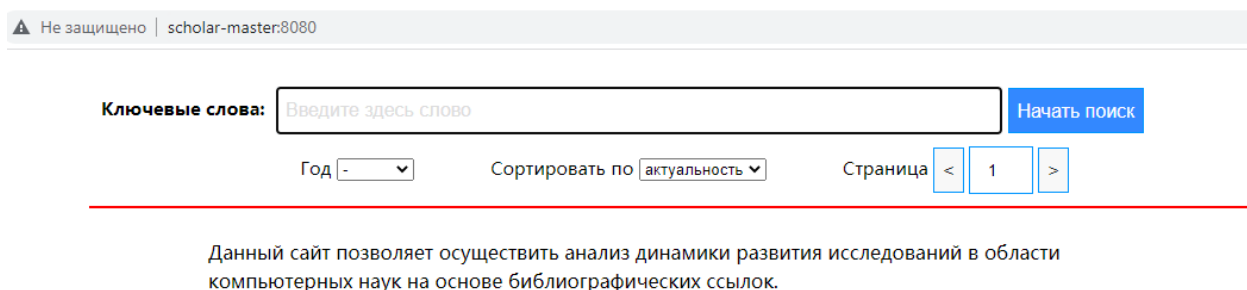 Не защищено | scholar-master:8080
Ключевые слова: Введите здесь слово Начать поиск
Год - Сортировать по актуальность Страница < 1 >
Данный сайт позволяет осуществить анализ динамики развития исследований в области
компьютерных наук на основе библиографических ссылок.